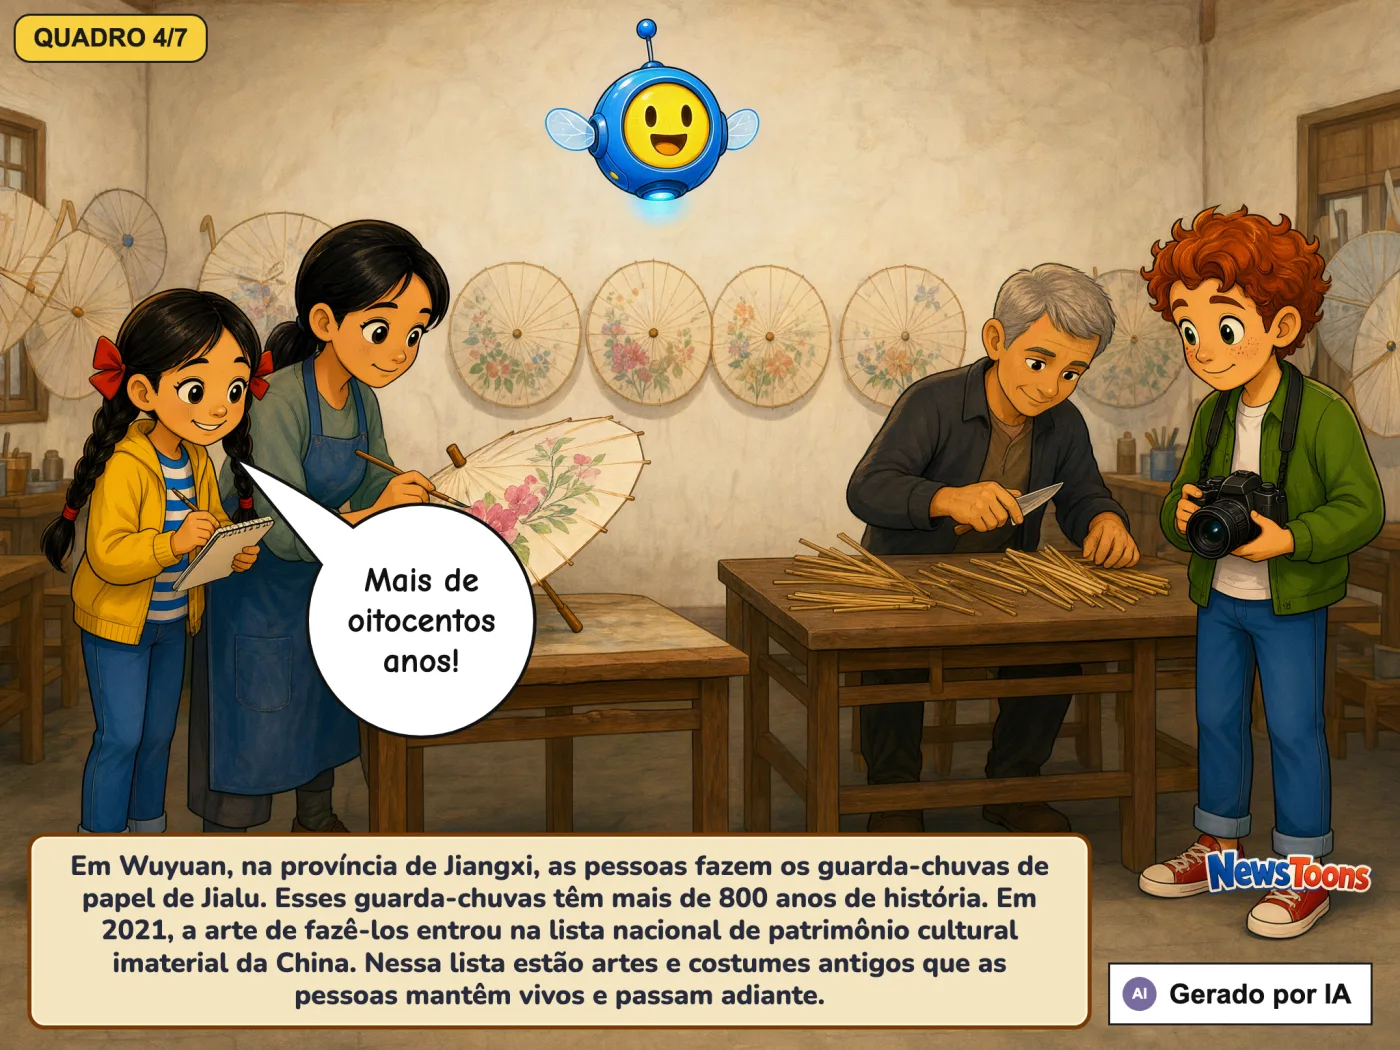 QUADRO 4/7
Mais de
oitocentos
anos!
Em Wuyuan, na província de Jiangxi, as pessoas fazem os guarda-chuvas de
papel de Jialu. Esses guarda-chuvas têm mais de 800 anos de história. Em
2021, a arte de fazê-los entrou na lista nacional de patrimônio cultural
imaterial da China. Nessa lista estão artes e costumes antigos que as
pessoas mantêm vivos e passam adiante.
NewsToons
AI Gerado por IA